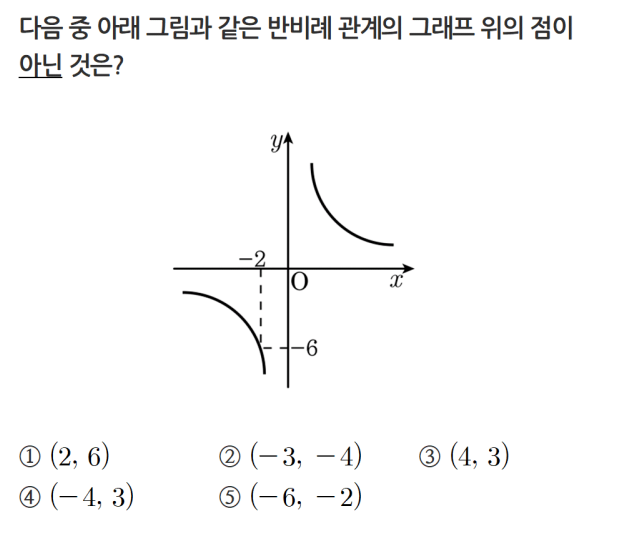 다음 중 아래 그림과 같은 반비례 관계의 그래프 위의 점이
아닌 것은?
y
-2
O
x
-6
① (2, 6) ② (-3, -4) ③ (4, 3)
④ (-4, 3) ⑤ (-6, -2)